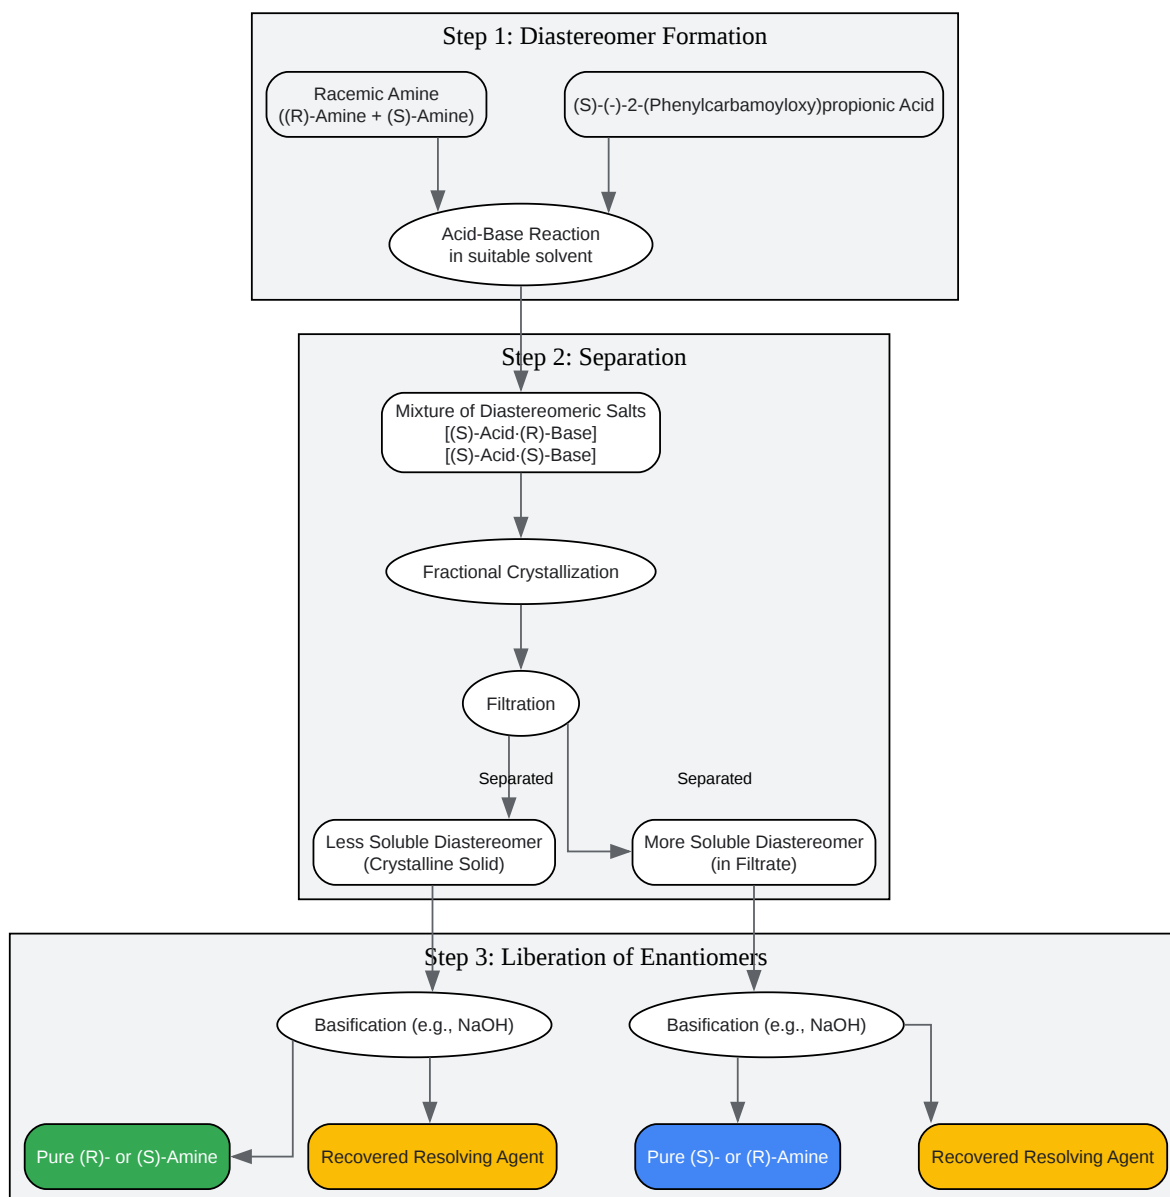 Step 1: Diastereomer Formation
Racemic Amine
((R)-Amine + (S)-Amine)
(S)-(-)-2-(Phenylcarbamoyloxy)propionic Acid
Acid-Base Reaction
in suitable solvent
Step 2: Separation
Mixture of Diastereomeric Salts
[(S)-Acid·(R)-Base]
[(S)-Acid·(S)-Base]
Fractional Crystallization
Filtration
Separated
Separated
Less Soluble Diastereomer
(Crystalline Solid)
More Soluble Diastereomer
(in Filtrate)
Step 3: Liberation of Enantiomers
Basification (e.g., NaOH)
Basification (e.g., NaOH)
Pure (R)- or (S)-Amine
Recovered Resolving Agent
Pure (S)- or (R)-Amine
Recovered Resolving Agent